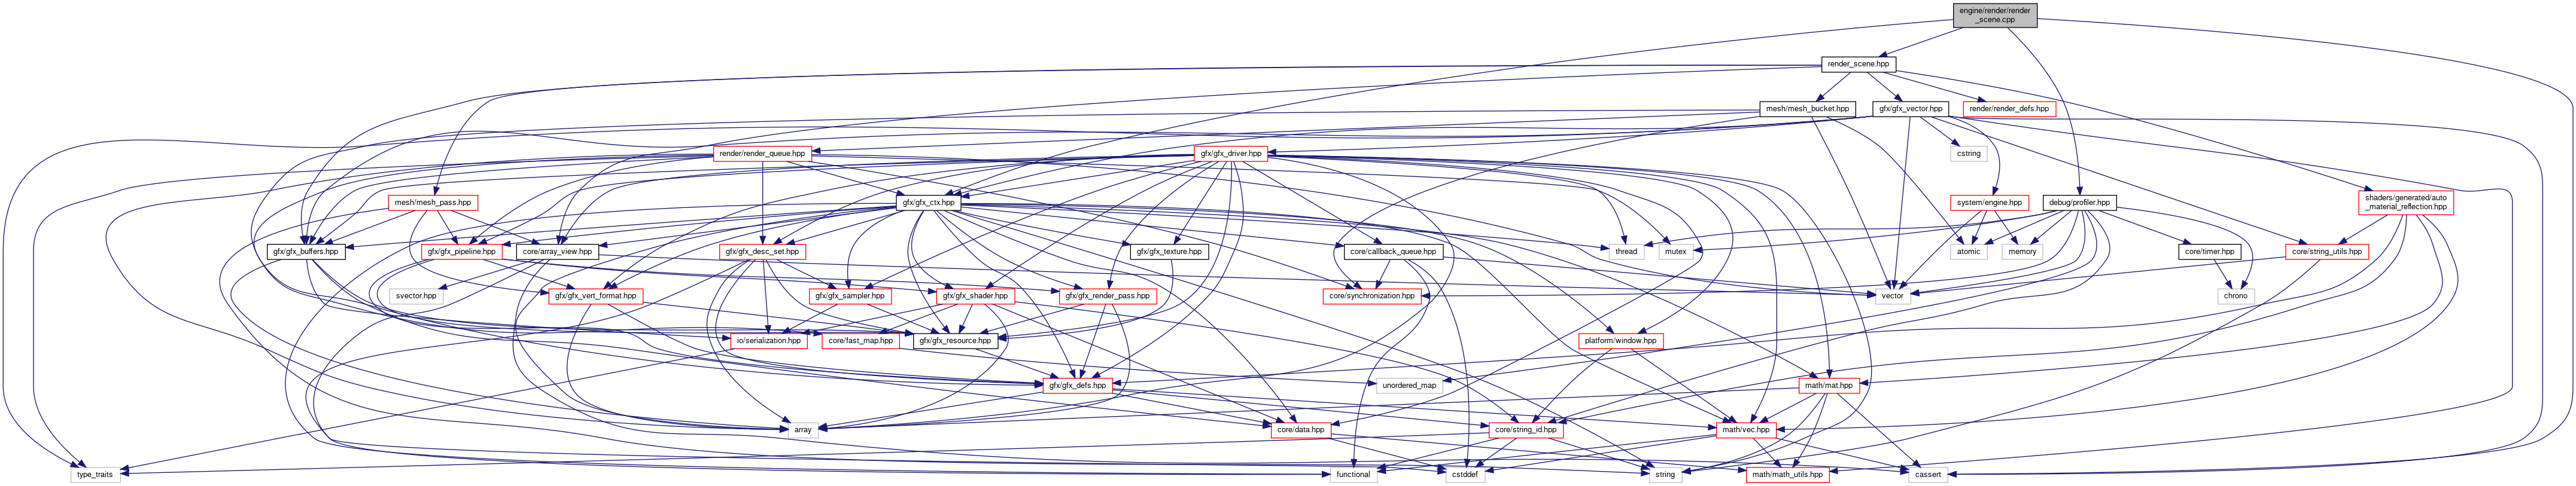 engine/render/render
_scene.cpp
render_scene.hpp
mesh/mesh_bucket.hpp
gfx/gfx_vector.hpp
render/render_defs.hpp
render/render_queue.hpp
gfx/gfx_driver.hpp
cstring
mesh/mesh_pass.hpp
gfx/gfx_ctx.hpp
system/engine.hpp
debug/profiler.hpp
shaders/generated/auto
_material_reflection.hpp
gfx/gfx_buffers.hpp
gfx/gfx_pipeline.hpp
core/array_view.hpp
gfx/gfx_desc_set.hpp
gfx/gfx_texture.hpp
core/callback_queue.hpp
thread
mutex
atomic
memory
core/timer.hpp
core/string_utils.hpp
svector.hpp
gfx/gfx_vert_format.hpp
gfx/gfx_sampler.hpp
gfx/gfx_shader.hpp
gfx/gfx_render_pass.hpp
core/synchronization.hpp
vector
chrono
io/serialization.hpp
core/fast_map.hpp
gfx/gfx_resource.hpp
platform/window.hpp
gfx/gfx_defs.hpp
unordered_map
math/mat.hpp
array
core/data.hpp
core/string_id.hpp
math/vec.hpp
type_traits
functional
cstddef
string
math/math_utils.hpp
cassert